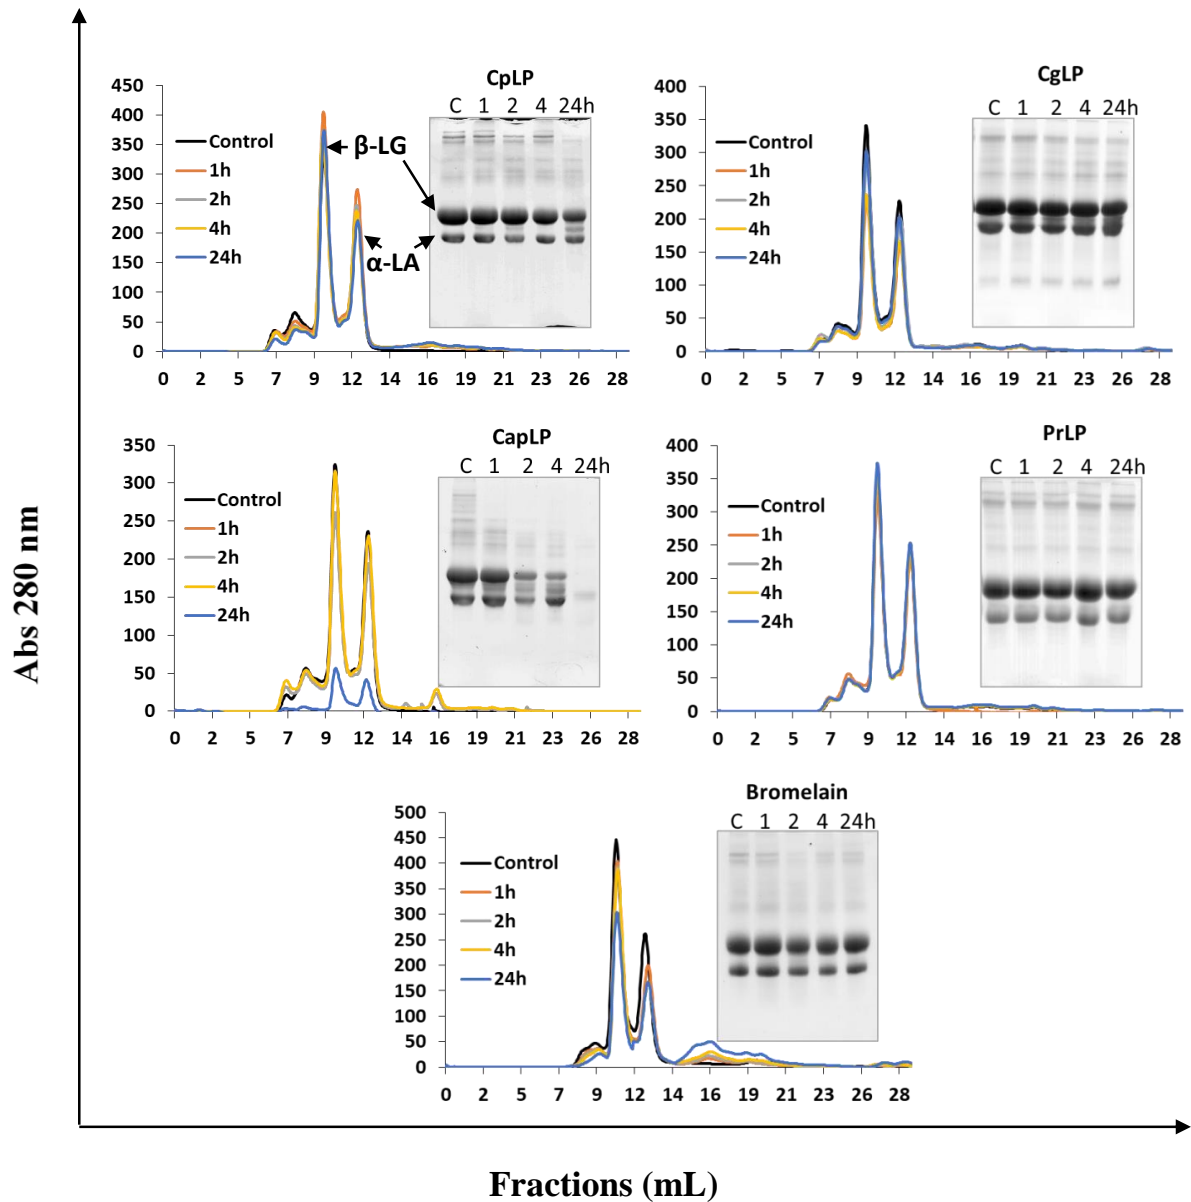 Abs 280 nm
CpLP
C 1 2 4 24h
450
400
350
300
250
200
150
100
50
0
Control
1h
2h
4h
24h
β-LG
α-LA
0 2 5 7 9 12 14 16 19 21 23 26 28
CgLP
C 1 2 4 24h
400
350
300
250
200
150
100
50
0
Control
1h
2h
4h
24h
0 2 5 7 9 12 14 16 19 21 23 26 28
CapLP
C 1 2 4 24h
350
300
250
200
150
100
50
0
Control
1h
2h
4h
24h
0 2 5 7 9 12 14 16 19 21 23 26 28
PrLP
C 1 2 4 24h
400
350
300
250
200
150
100
50
0
Control
1h
2h
4h
24h
0 2 5 7 9 12 14 16 19 21 23 26 28
Bromelain
C 1 2 4 24h
500
450
400
350
300
250
200
150
100
50
0
Control
1h
2h
4h
24h
0 2 5 7 9 12 14 16 19 21 23 26 28
Fractions (mL)